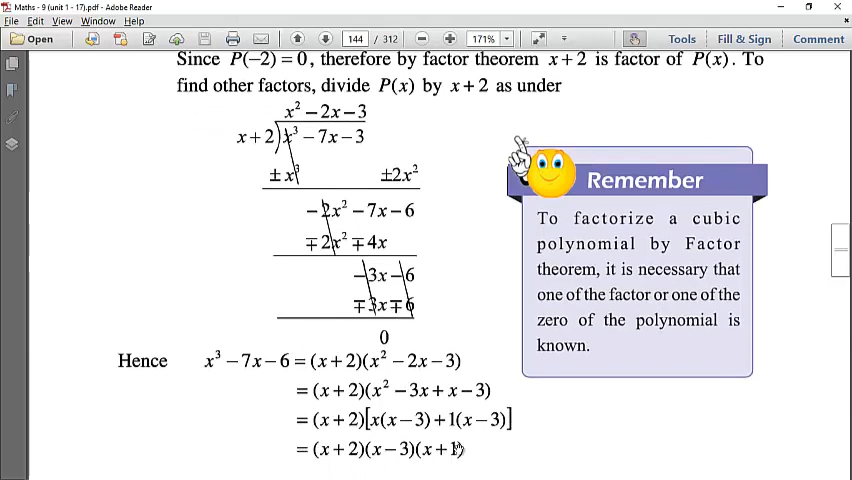 Maths - 9 (unit 1 - 17).pdf - Adobe Reader
File Edit View Window Help
Open 144 / 312 171% Tools Fill & Sign Comment
Since P(−2) = 0, therefore by factor theorem x + 2 is factor of P(x). To
find other factors, divide P(x) by x + 2 as under
x² − 2x − 3
x + 2) x³ − 7x − 3
± x³ ±2x²
− 2x² − 7x − 6
∓ 2x² ∓ 4x
−3x − 6
∓ 3x ∓ 6
0
Remember
To factorize a cubic
polynomial by Factor
theorem, it is necessary that
one of the factor or one of the
zero of the polynomial is
known.
Hence x³ − 7x − 6 = (x + 2)(x² − 2x − 3)
= (x + 2)(x² − 3x + x − 3)
= (x + 2)[x(x − 3) + 1(x − 3)]
= (x + 2)(x − 3)(x + 1)